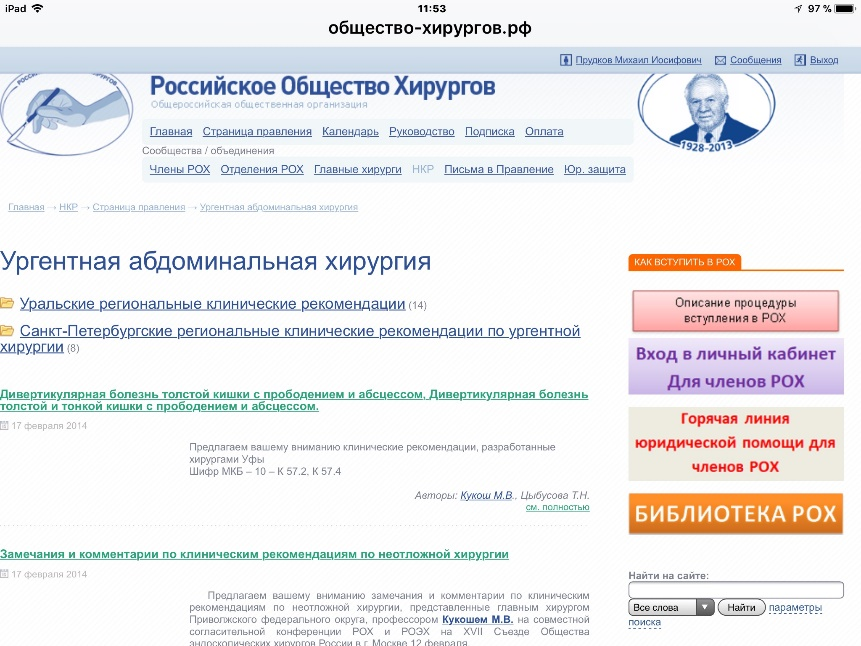 iPad 11:53 97 %
общество-хирургов.рф
Прудков Михаил Иосифович Сообщения Выход
Российское Общество Хирургов
Общероссийская общественная организация
1928-2013
Главная Страница правления Календарь Руководство Подписка Оплата
Сообщества / объединения
Члены РОХ Отделения РОХ Главные хирурги НКР Письма в Правление Юр. защита
Главная → НКР → Страница правления → Ургентная абдоминальная хирургия
Ургентная абдоминальная хирургия
Уральские региональные клинические рекомендации (14)
Санкт-Петербургские региональные клинические рекомендации по ургентной
хирургии (8)
Дивертикулярная болезнь толстой кишки с прободением и абсцессом, Дивертикулярная болезнь
толстой и тонкой кишки с прободением и абсцессом.
17 февраля 2014
Предлагаем вашему вниманию клинические рекомендации, разработанные
хирургами Уфы
Шифр МКБ – 10 – К 57.2, К 57.4
Авторы: Кукош М.В., Цыбусова Т.Н.
см. полностью
Замечания и комментарии по клиническим рекомендациям по неотложной хирургии
17 февраля 2014
Предлагаем вашему вниманию замечания и комментарии по клиническим
рекомендациям по неотложной хирургии, представленные главным хирургом
Приволжского федерального округа, профессором Кукошем М.В. на совместной
согласительной конференции РОХ и РОЭХ на XVII Съезде Общества
эндоскопических хирургов России в г. Москве 12 февраля.
КАК ВСТУПИТЬ В РОХ
Описание процедуры
вступления в РОХ
Вход в личный кабинет
Для членов РОХ
Горячая линия
юридической помощи для
членов РОХ
БИБЛИОТЕКА РОХ
Найти на сайте:
Все слова Найти параметры
поиска